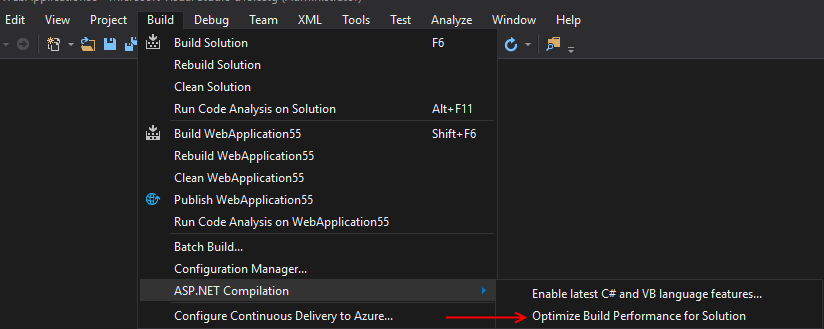 Edit View Project Build Debug Team XML Tools Test Analyze Window Help
Build Solution F6
Rebuild Solution
Clean Solution
Run Code Analysis on Solution Alt+F11
Build WebApplication55 Shift+F6
Rebuild WebApplication55
Clean WebApplication55
Publish WebApplication55
Run Code Analysis on WebApplication55
Batch Build...
Configuration Manager...
ASP.NET Compilation
Enable latest C# and VB language features...
Configure Continuous Delivery to Azure...
Optimize Build Performance for Solution